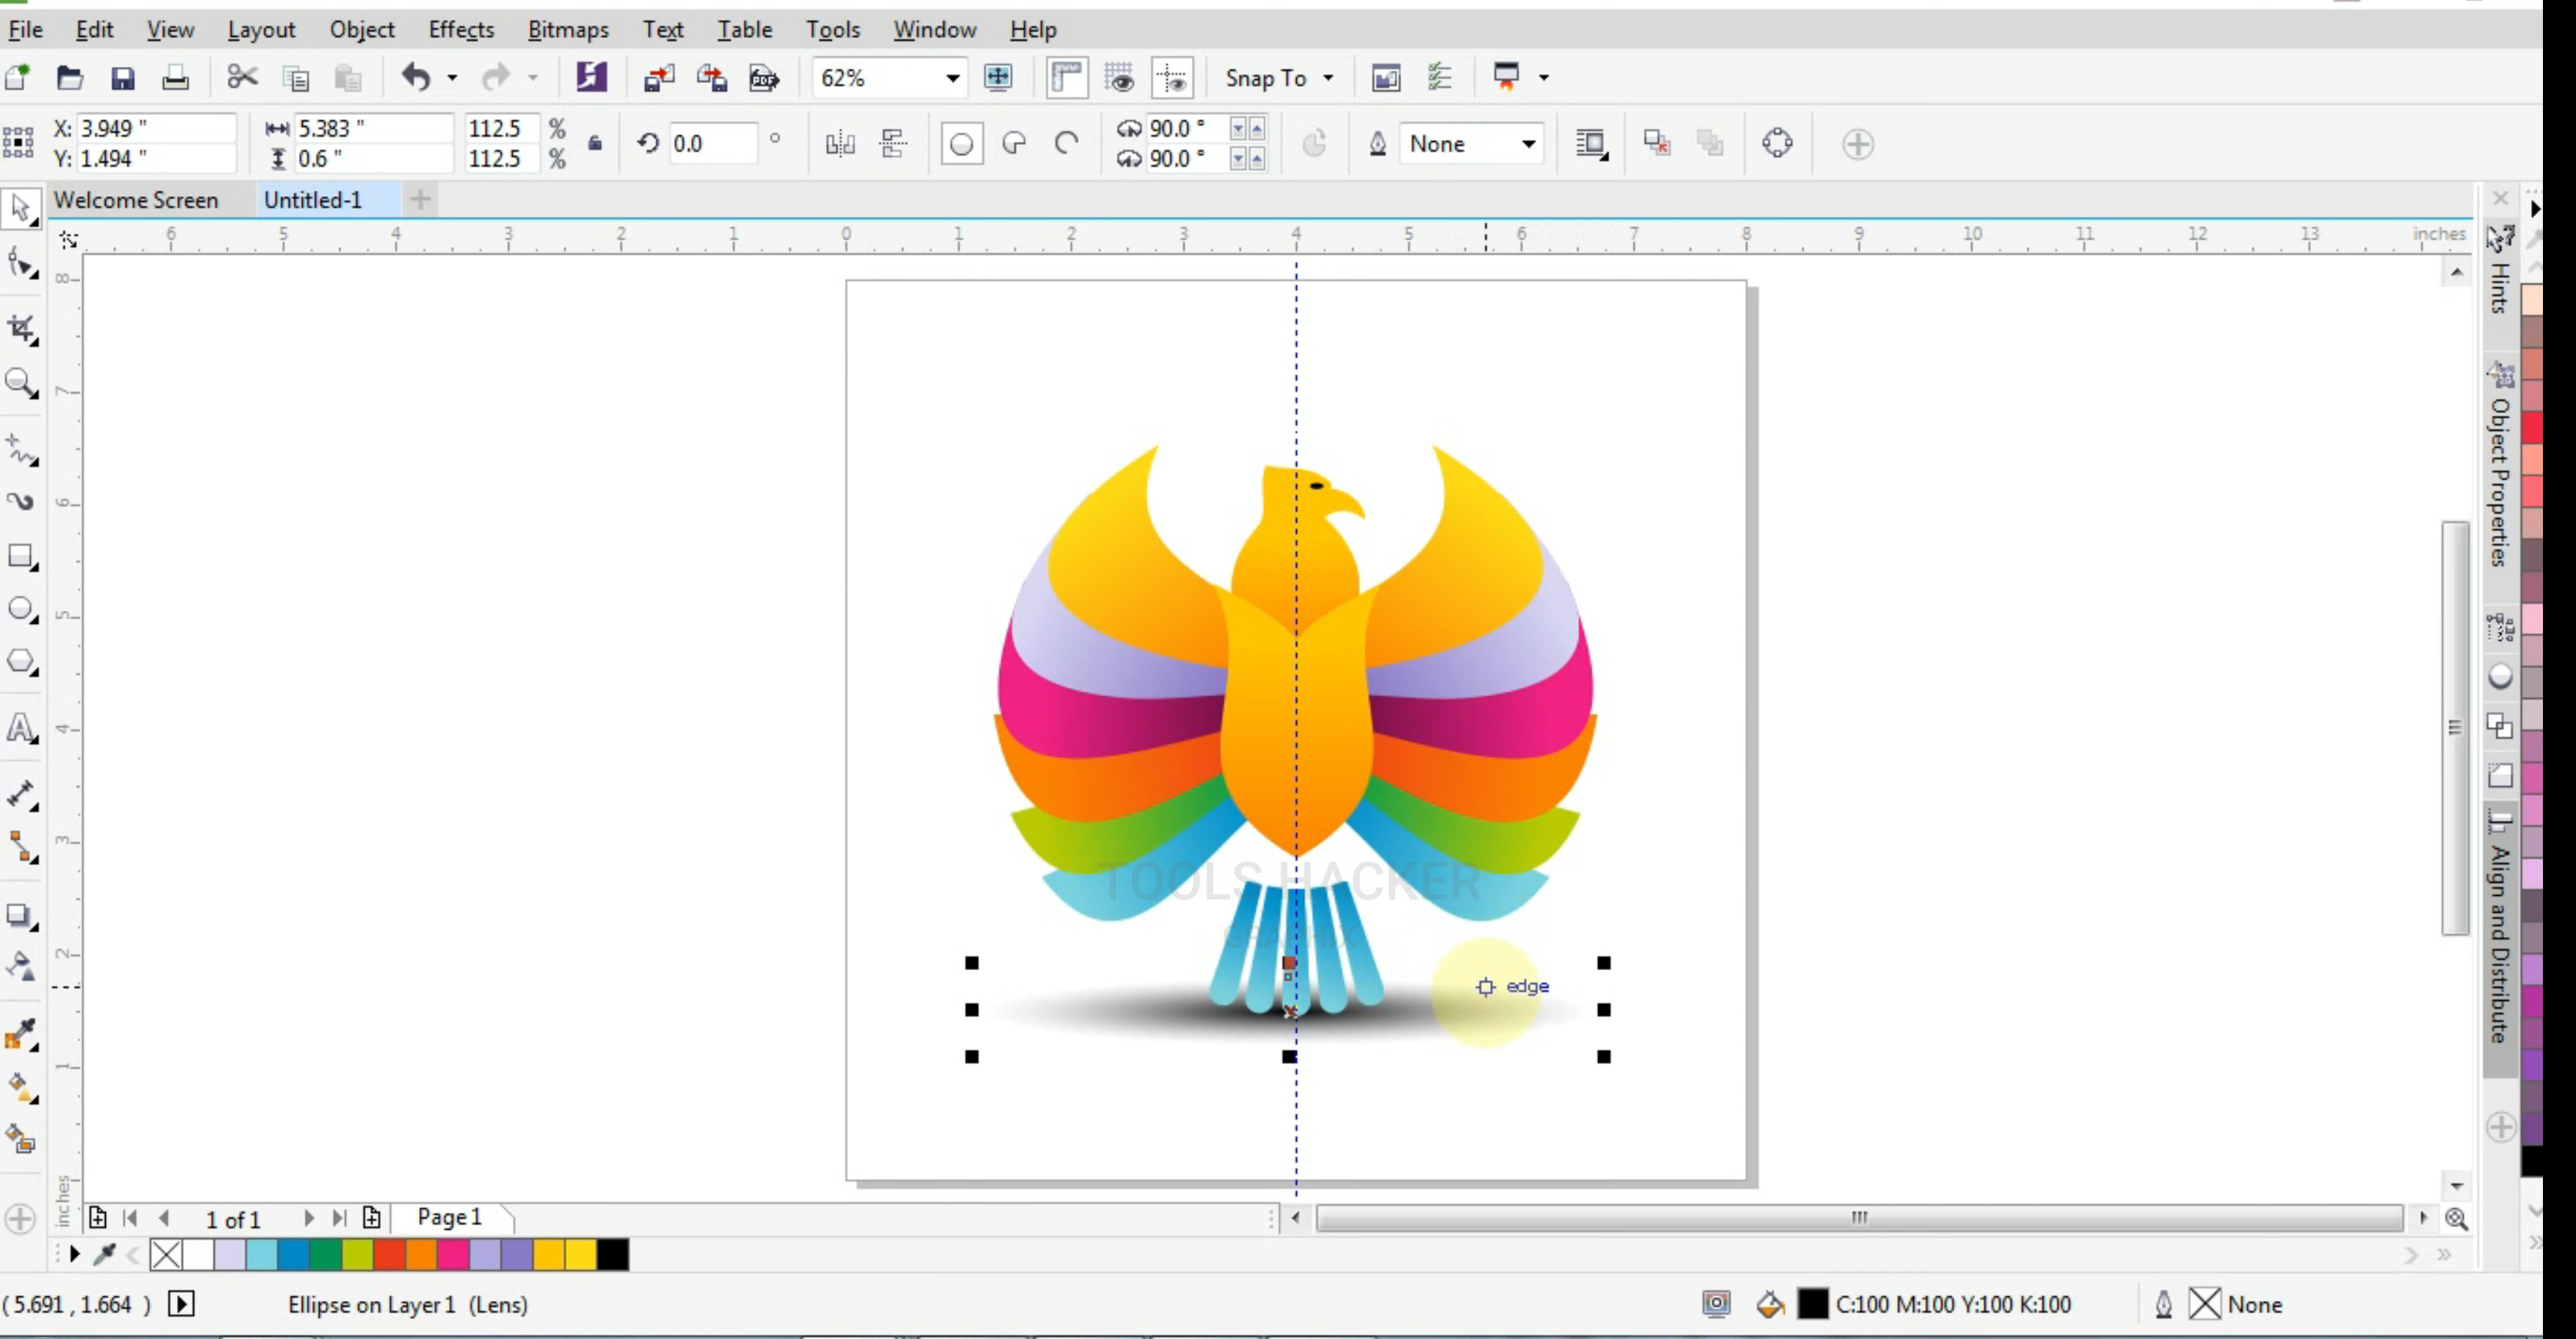 File Edit View Layout Object Effects Bitmaps Text Table Tools Window Help
62% Snap To
X: 3.949 " 5.383 " 112.5 % 0.0 ° 90.0 ° None
Y: 1.494 " 0.6 " 112.5 % 90.0 °
Welcome Screen Untitled-1
6 5 4 3 2 1 0 1 2 3 4 5 6 7 8 9 10 11 12 13 inches
8
7
6
5
4
3
2
1
inches
TOOLS HACKER
GRAPHIX
edge
Hints
Object Properties
Align and Distribute
1 of 1 Page 1
( 5.691 , 1.664 ) Ellipse on Layer 1 (Lens) C:100 M:100 Y:100 K:100 None